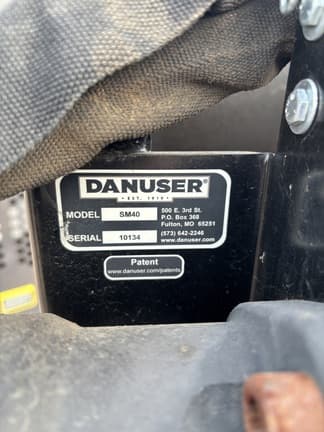 DANUSER®
• EST. 1910 •
MODEL SM40
500 E. 3rd St.
P.O. Box 368
Fulton, MO 65251
SERIAL 10134
(573) 642-2246
www.danuser.com
Patent
www.danuser.com/patents